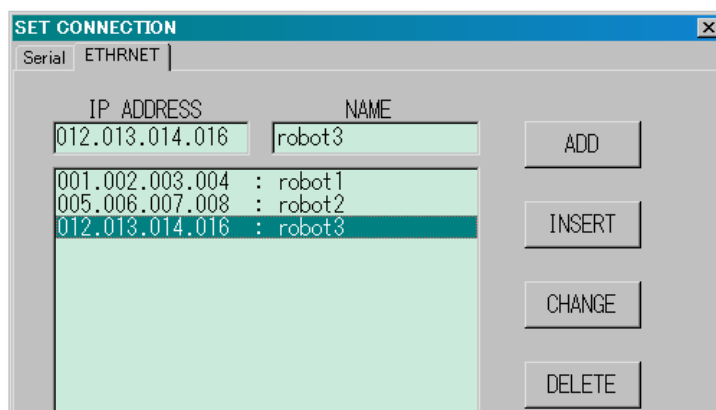 SET CONNECTION
Serial ETHRNET
IP ADDRESS NAME
012.013.014.016 robot3
ADD
001.002.003.004 : robot1
005.006.007.008 : robot2
012.013.014.016 : robot3
INSERT
CHANGE
DELETE